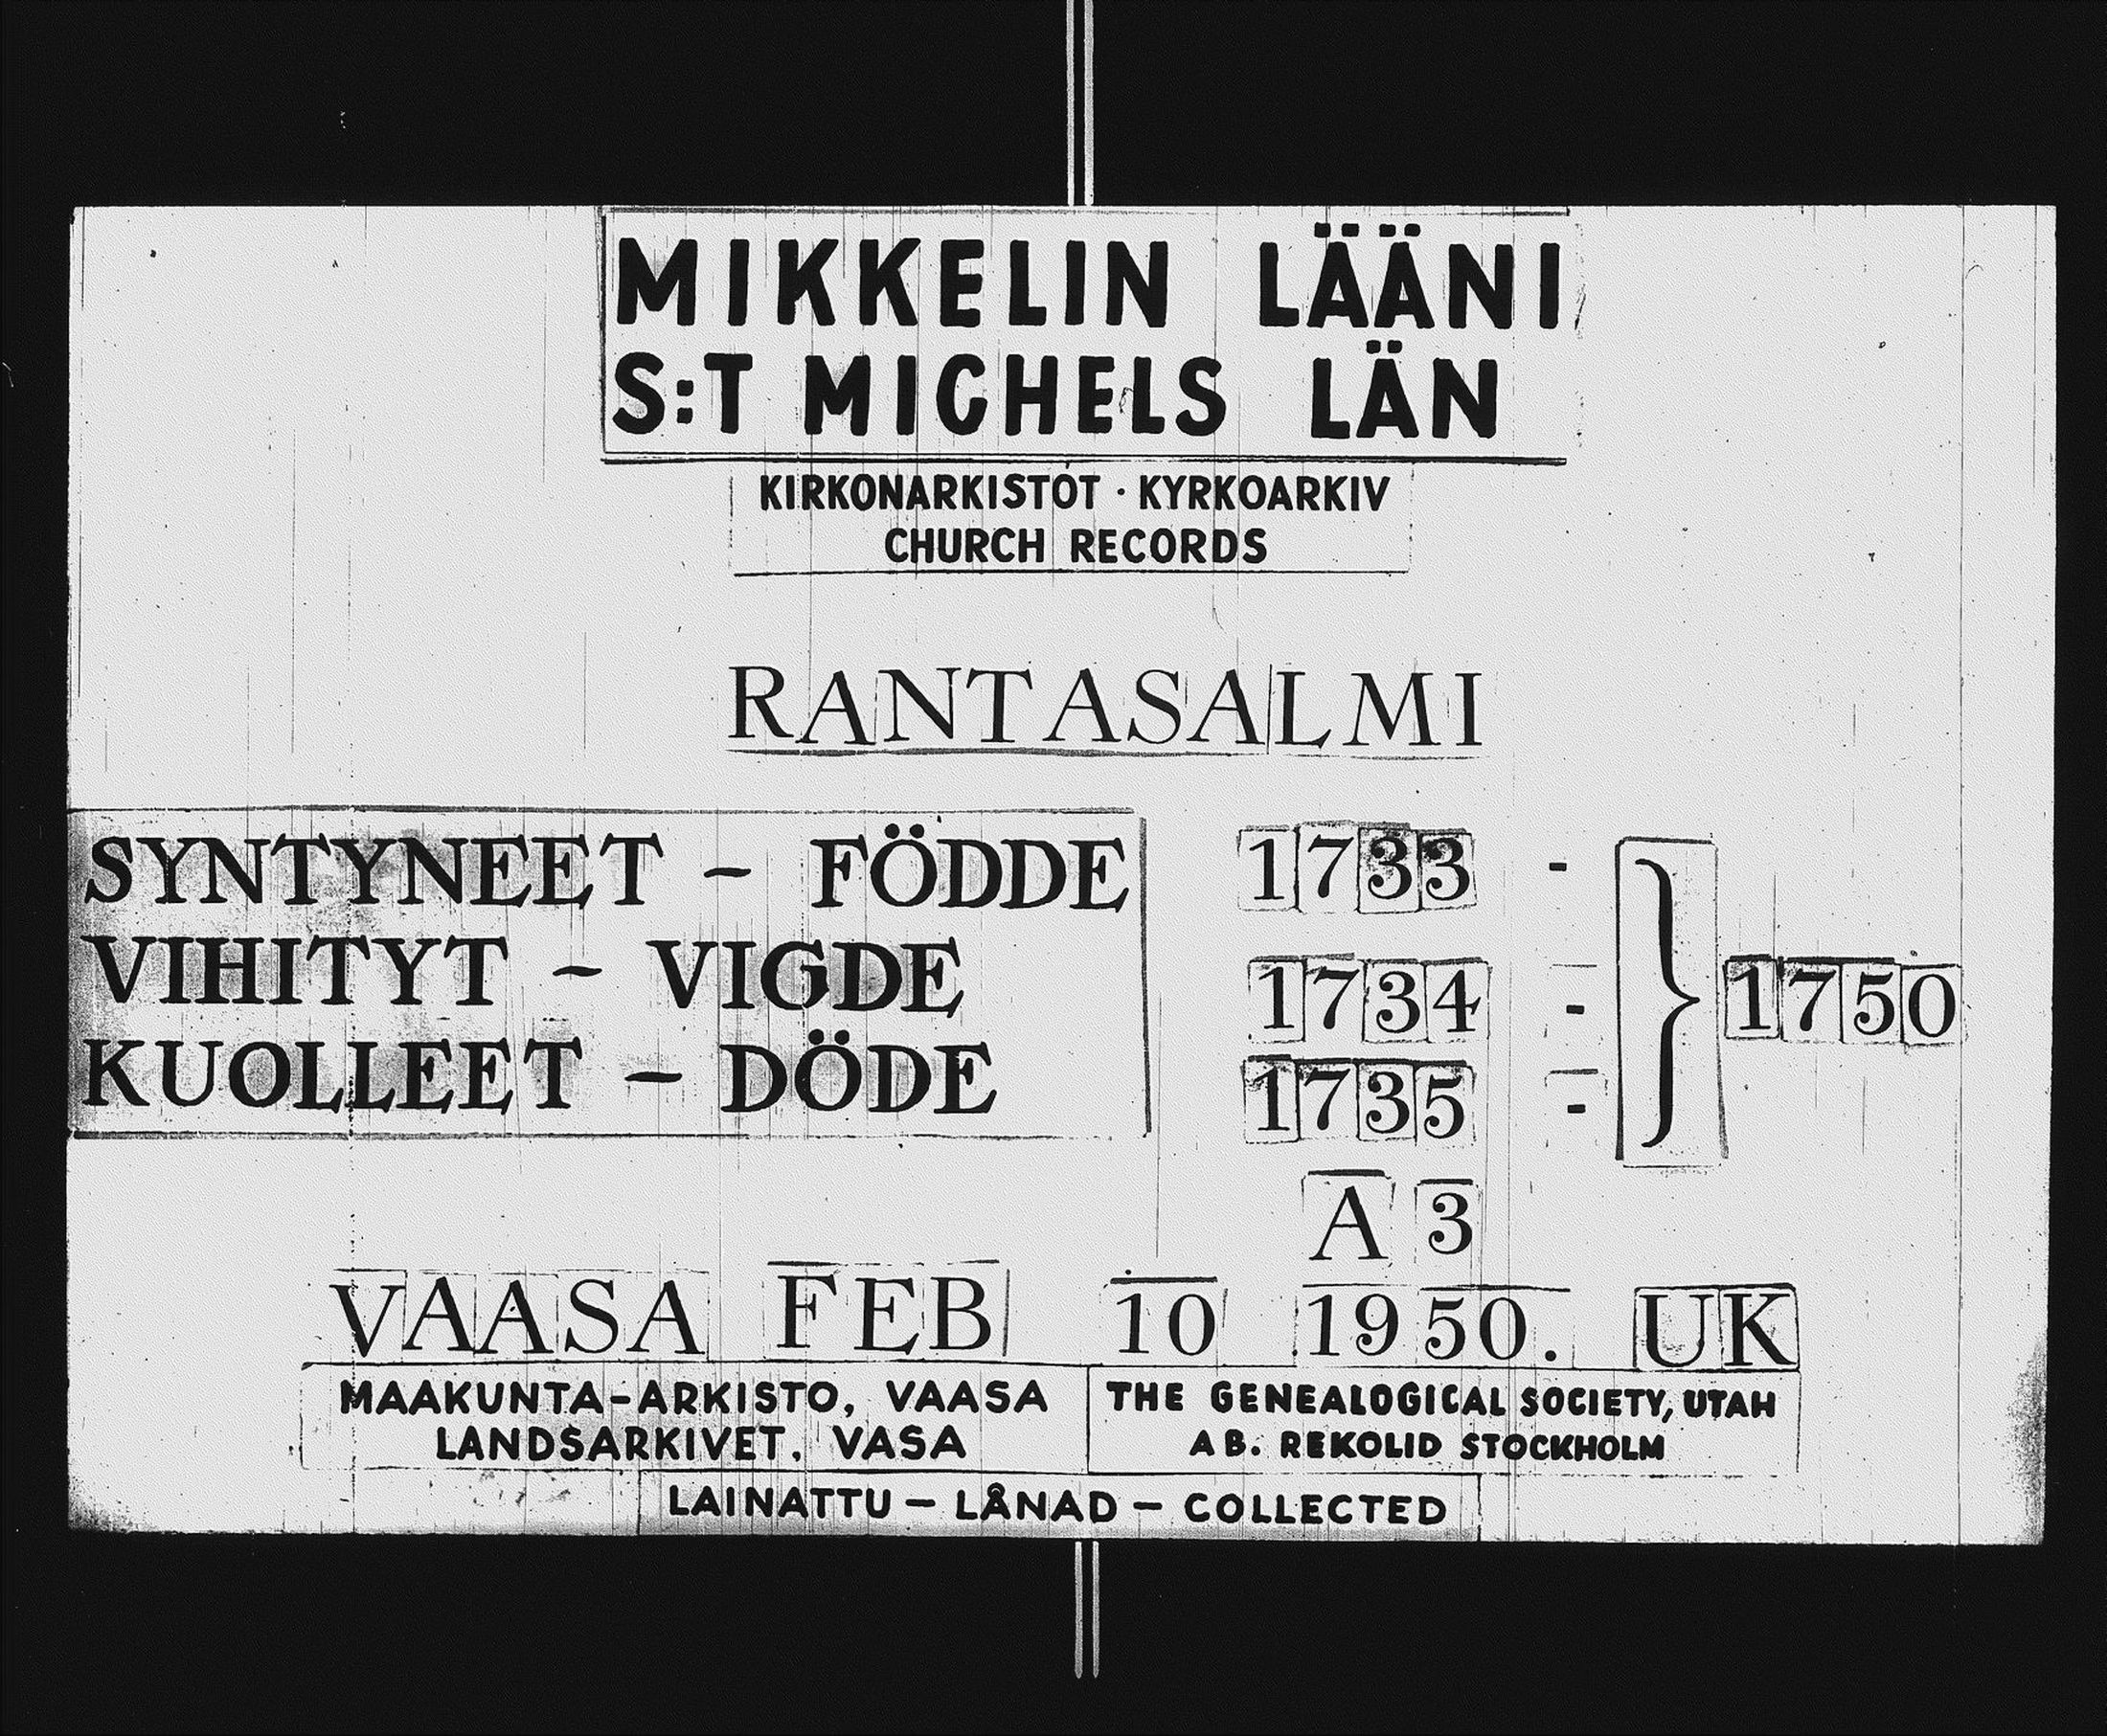 MIKKELIN LÄÄNI
S:T MICHELS LÄN
KIRKONARKISTOT · KYRKOARKIV
CHURCH RECORDS
RANTASALMI
SYNTYNEET - FÖDDE 1733 -
VIHITYT - VIGDE 1734 - } 1750
KUOLLEET - DÖDE 1735 -
A 3
VAASA FEB 10 1950. UK
MAAKUNTA-ARKISTO, VAASA
LANDSARKIVET, VASA
THE GENEALOGICAL SOCIETY, UTAH
AB. REKOLID STOCKHOLM
LAINATTU - LÅNAD - COLLECTED